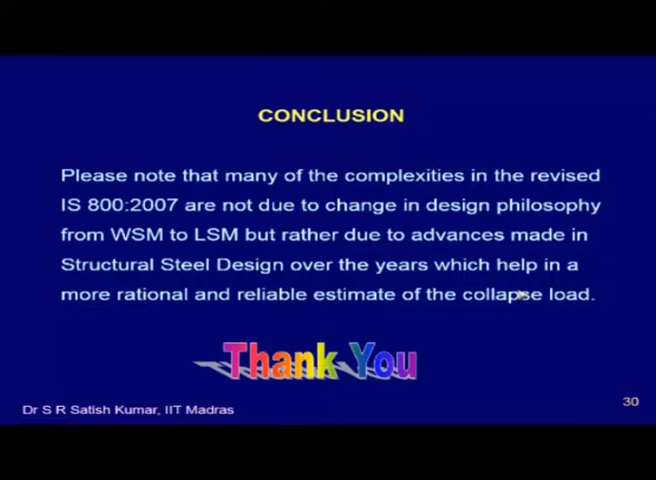 CONCLUSION
Please note that many of the complexities in the revised
IS 800:2007 are not due to change in design philosophy
from WSM to LSM but rather due to advances made in
Structural Steel Design over the years which help in a
more rational and reliable estimate of the collapse load.
Thank You
30
Dr S R Satish Kumar, IIT Madras